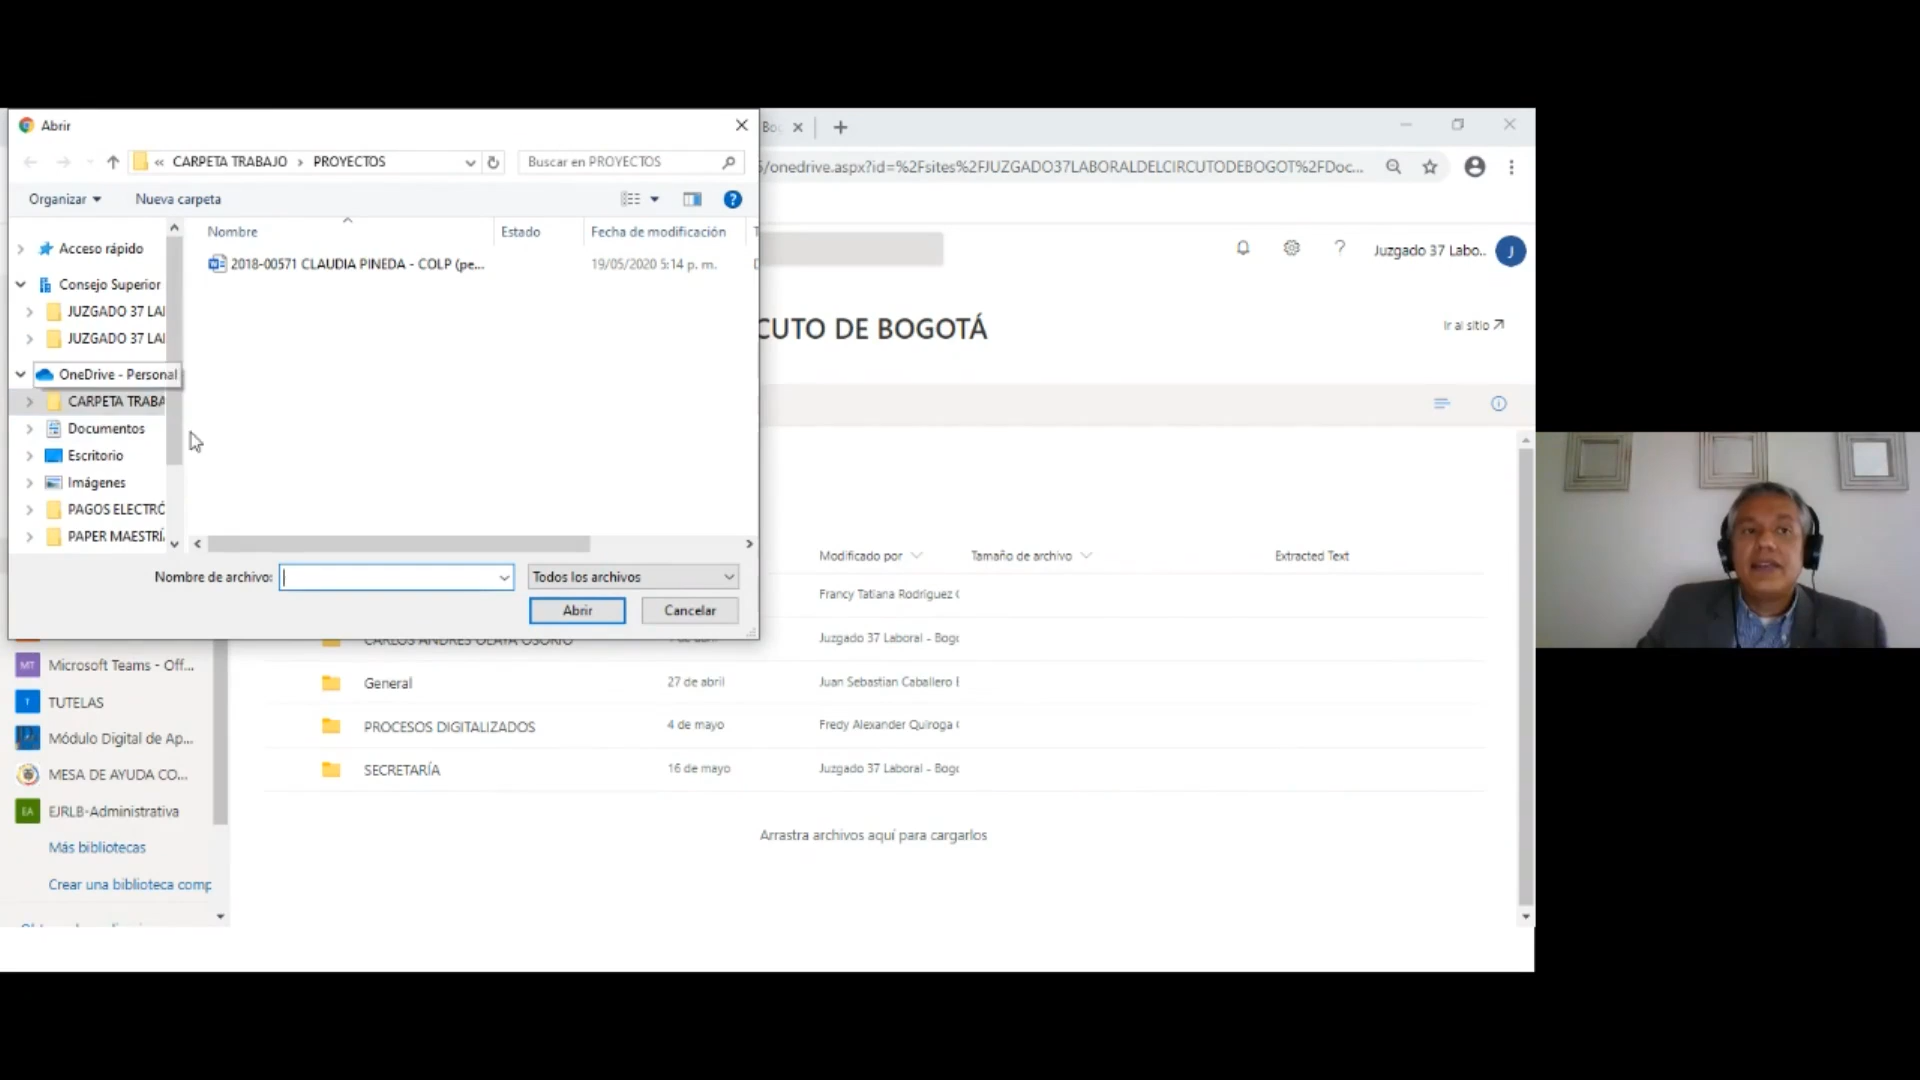 Abrir
« CARPETA TRABAJO › PROYECTOS
Buscar en PROYECTOS
Organizar
Nueva carpeta
Nombre
Estado
Fecha de modificación
2018-00571 CLAUDIA PINEDA - COLP (pe...
19/05/2020 5:14 p. m.
Acceso rápido
Consejo Superior
JUZGADO 37 LAI
JUZGADO 37 LAI
OneDrive - Personal
CARPETA TRABA
Documentos
Escritorio
Imágenes
PAGOS ELECTRÓ
PAPER MAESTRÍ
Nombre de archivo:
Todos los archivos
Abrir
Cancelar
/onedrive.aspx?id=%2Fsites%2FJUZGADO37LABORALDELCIRCUTODEBOGOT%2FDoc...
?
Juzgado 37 Labo..
J
CUTO DE BOGOTÁ
Ir al sitio
Modificado por
Tamaño de archivo
Extracted Text
Francy Tatiana Rodriguez
CARLOS ANDRES OLAYA OSORIO
Juzgado 37 Laboral - Bogo
General
27 de abril
Juan Sebastian Caballero
PROCESOS DIGITALIZADOS
4 de mayo
Fredy Alexander Quiroga
SECRETARÍA
16 de mayo
Juzgado 37 Laboral - Bogo
Arrastra archivos aquí para cargarlos
MT
Microsoft Teams - Off...
T
TUTELAS
Módulo Digital de Ap...
MESA DE AYUDA CO...
EA
EJRLB-Administrativa
Más bibliotecas
Crear una biblioteca comp